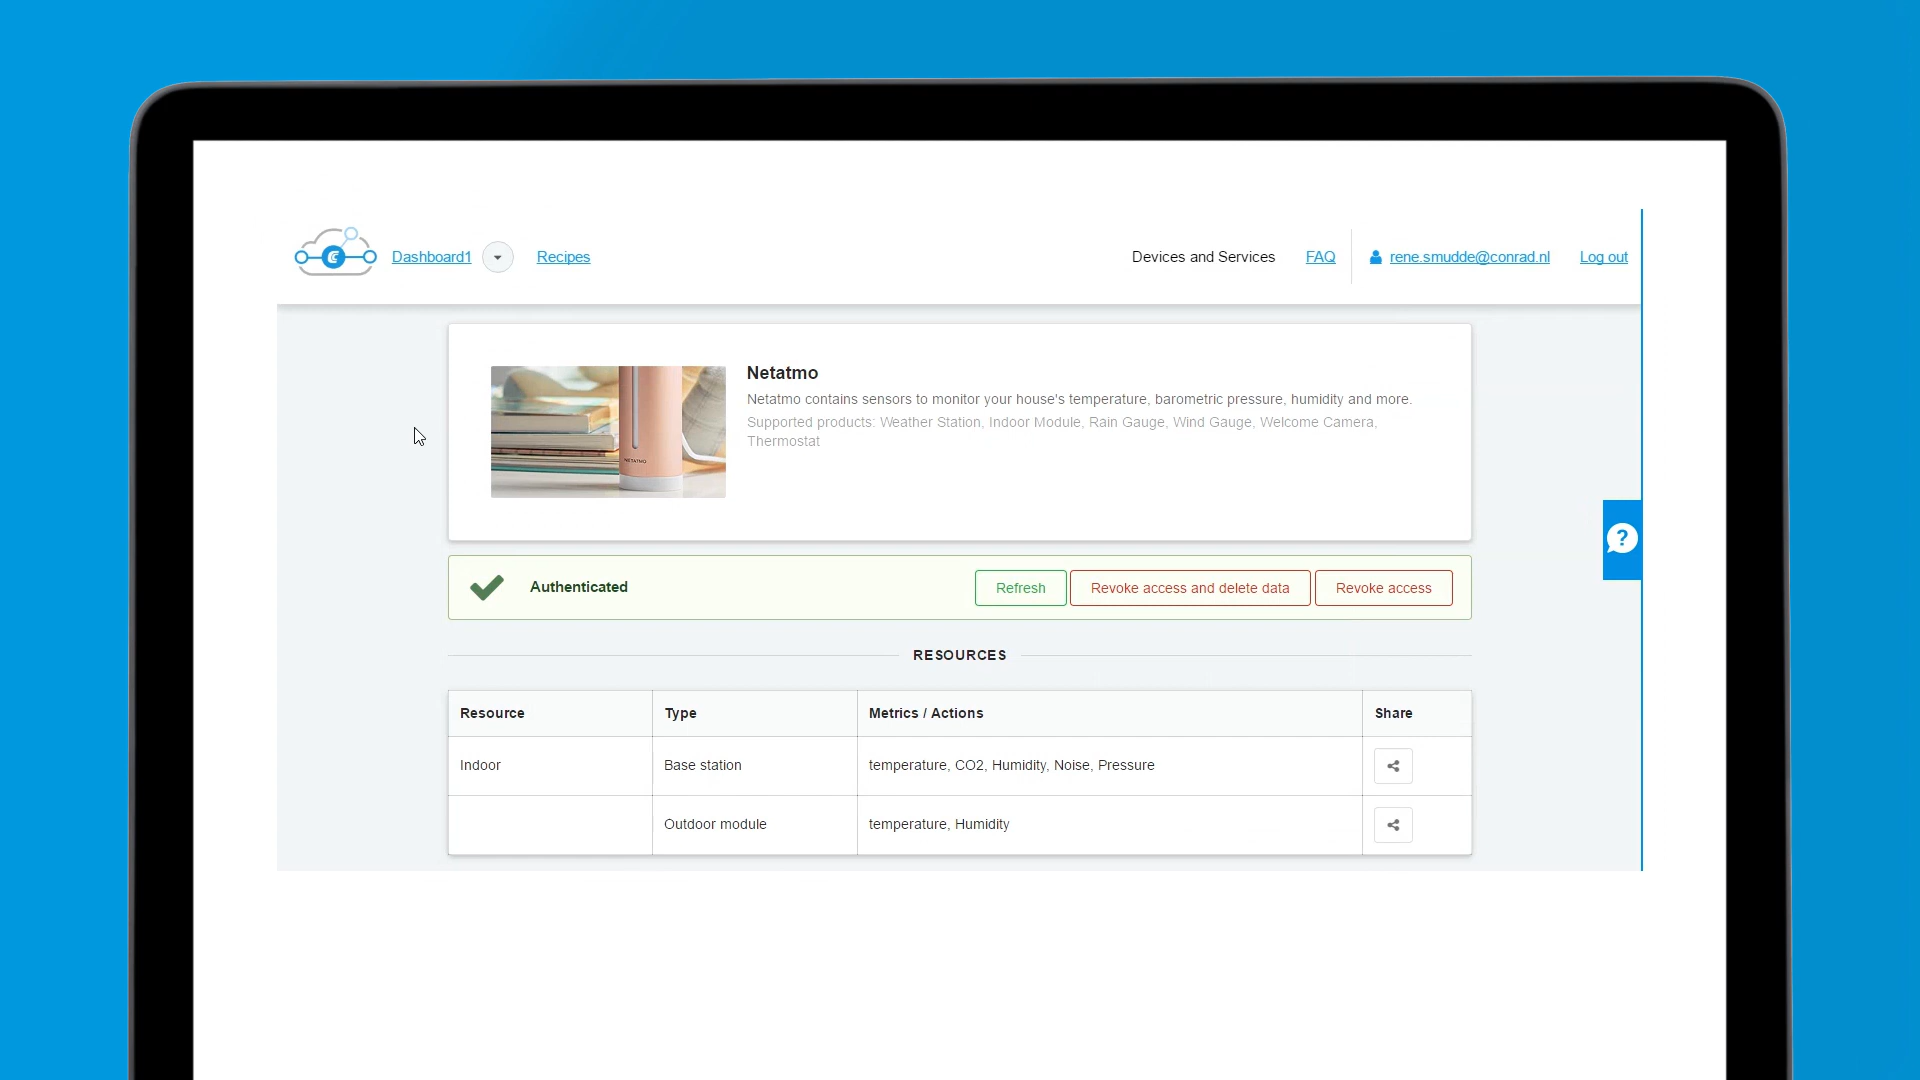 Dashboard1
Recipes
Devices and Services
FAQ
rene.smudde@conrad.nl
Log out
Netatmo
Netatmo contains sensors to monitor your house's temperature, barometric pressure, humidity and more.
Supported products: Weather Station, Indoor Module, Rain Gauge, Wind Gauge, Welcome Camera,
Thermostat
NETATMO
?
Authenticated
Refresh
Revoke access and delete data
Revoke access
RESOURCES
Resource
Type
Metrics / Actions
Share
Indoor
Base station
temperature, CO2, Humidity, Noise, Pressure
Outdoor module
temperature, Humidity